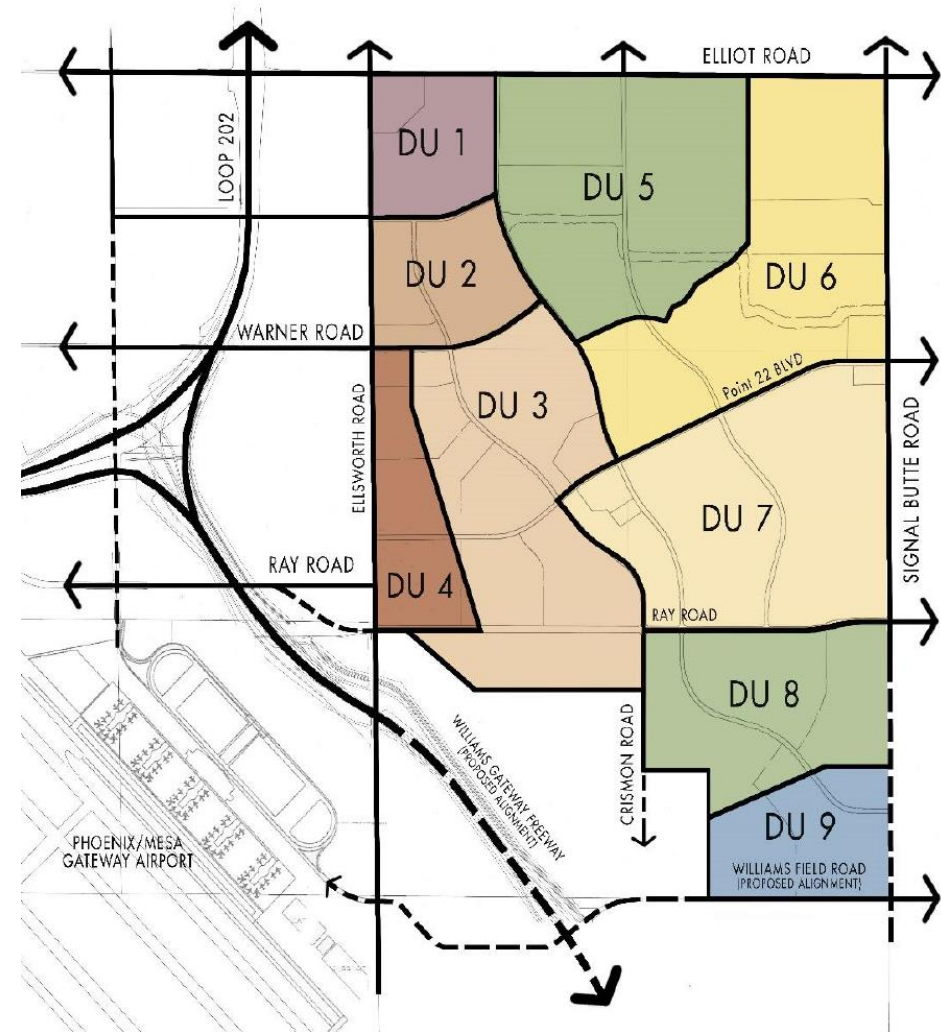 ELLIOT ROAD
LOOP 202
DU 1
DU 5
DU 2
DU 6
WARNER ROAD
Point 22 BLVD
DU 3
ELLSWORTH ROAD
SIGNAL BUTTE ROAD
DU 7
RAY ROAD
DU 4
RAY ROAD
DU 8
WILLIAMS GATEWAY FREEWAY
(PROPOSED ALIGNMENT)
CRISMON ROAD
DU 9
PHOENIX/MESA
GATEWAY AIRPORT
WILLIAMS FIELD ROAD
(PROPOSED ALIGNMENT)